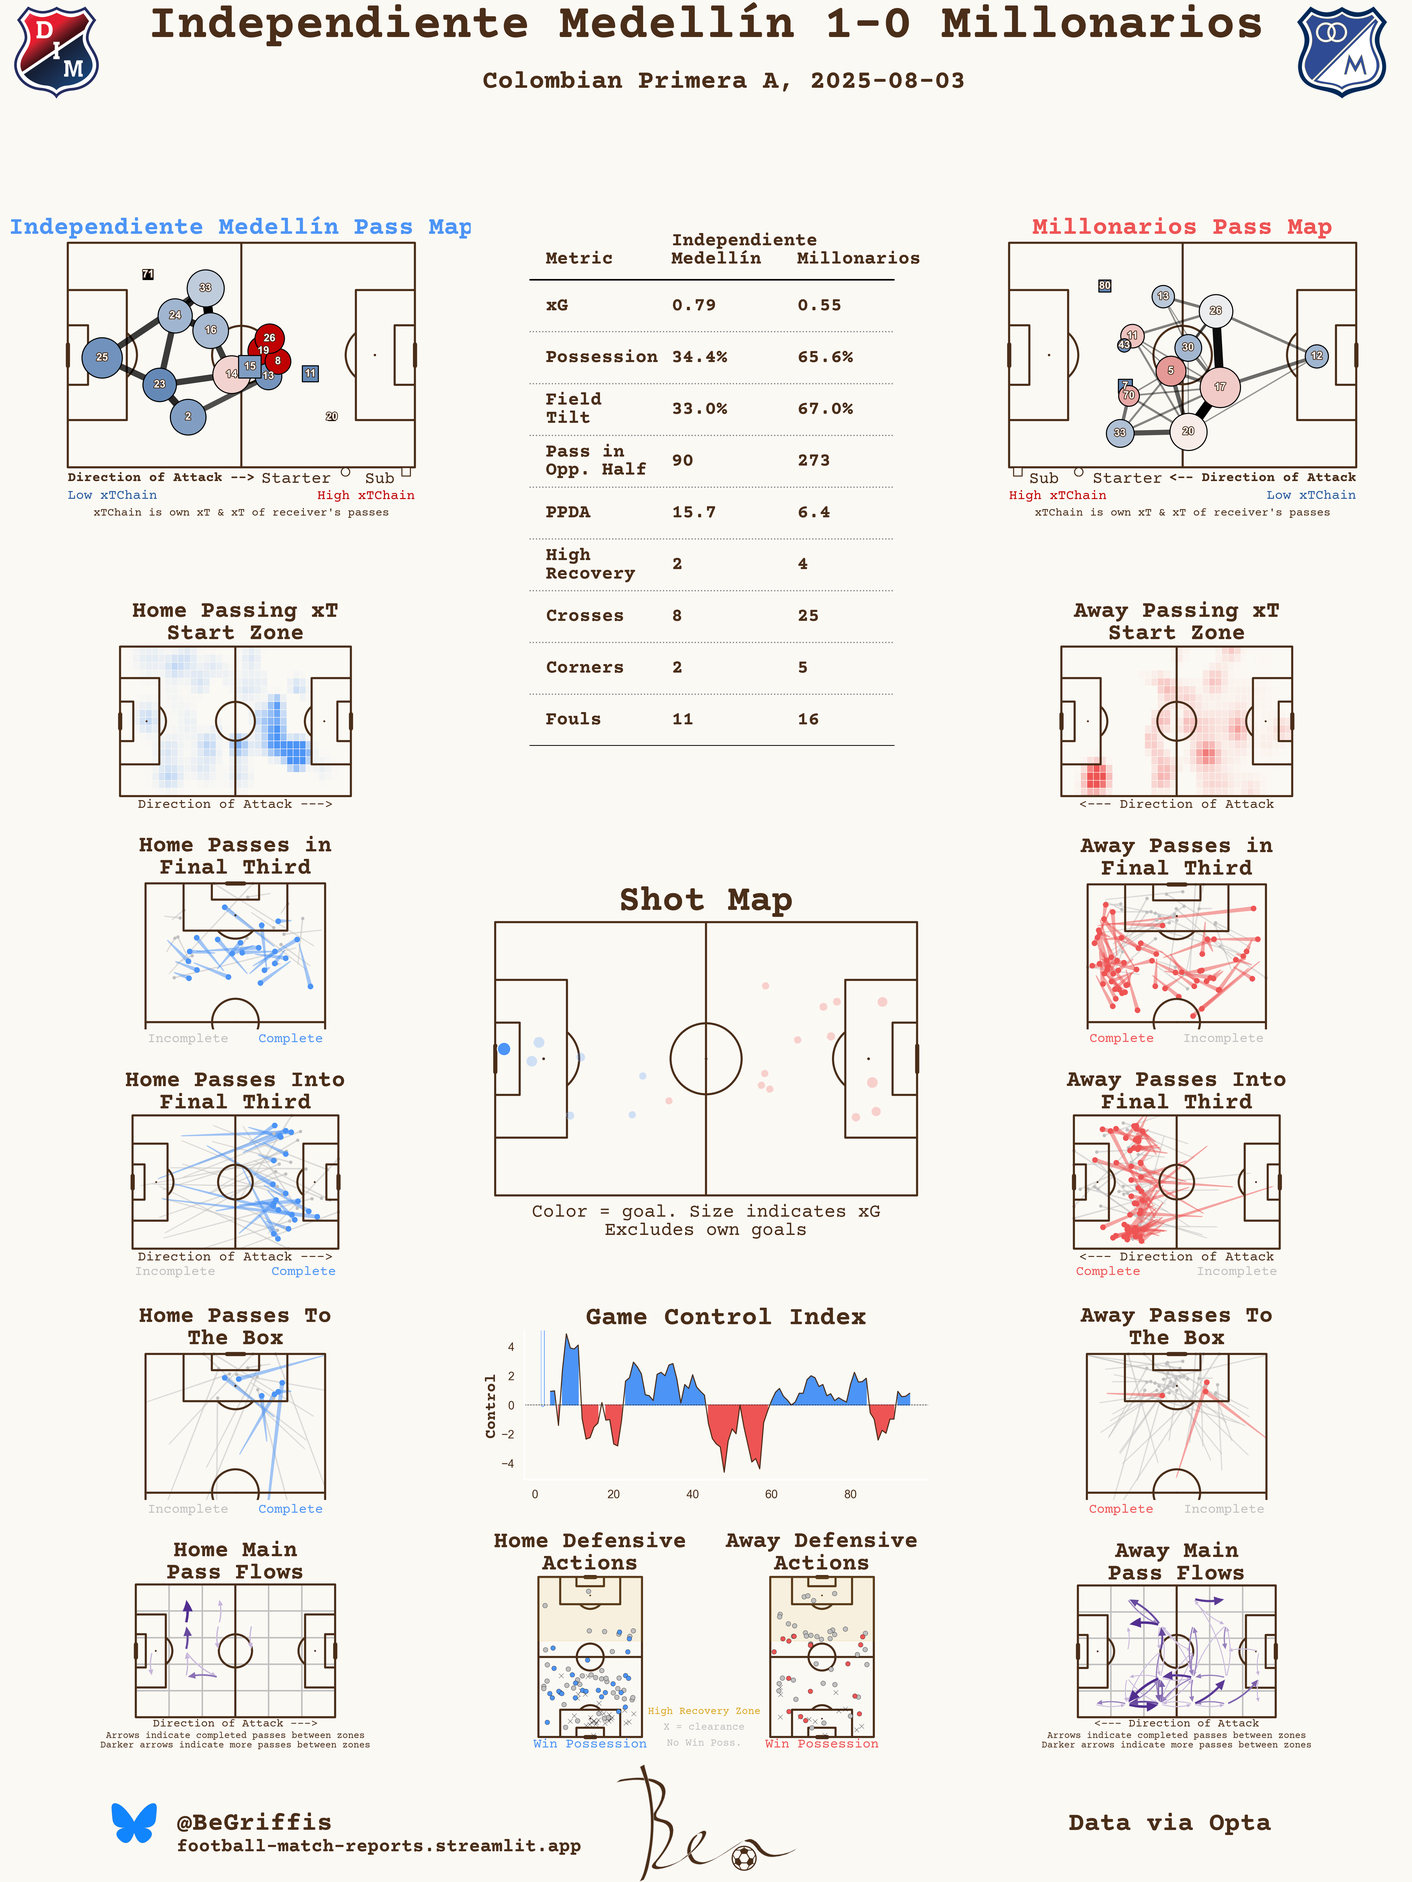 Independiente Medellín 1-0 Millonarios
Colombian Primera A, 2025-08-03
D
I
M
M
Independiente Medellín Pass Map
71
33
24
16
25
26
19
8
15
14
13
23
11
2
20
Direction of Attack --> Starter Sub
Low xTChain High xTChain
xTChain is own xT & xT of receiver's passes
Independiente
Metric Medellín Millonarios
xG 0.79 0.55
Possession 34.4% 65.6%
Field
Tilt 33.0% 67.0%
Pass in
Opp. Half 90 273
PPDA 15.7 6.4
High
Recovery 2 4
Crosses 8 25
Corners 2 5
Fouls 11 16
Millonarios Pass Map
80
13
26
11
43
30
12
5
7
70
17
33
20
Sub Starter <-- Direction of Attack
High xTChain Low xTChain
xTChain is own xT & xT of receiver's passes
Home Passing xT
Start Zone
Direction of Attack --->
Away Passing xT
Start Zone
<--- Direction of Attack
Home Passes in
Final Third
Incomplete Complete
Away Passes in
Final Third
Complete Incomplete
Shot Map
Color = goal. Size indicates xG
Excludes own goals
Home Passes Into
Final Third
Direction of Attack --->
Incomplete Complete
Away Passes Into
Final Third
<--- Direction of Attack
Complete Incomplete
Home Passes To
The Box
Incomplete Complete
Game Control Index
Control
4
2
0
−2
−4
0 20 40 60 80
Away Passes To
The Box
Complete Incomplete
Home Main
Pass Flows
Direction of Attack --->
Arrows indicate completed passes between zones
Darker arrows indicate more passes between zones
Home Defensive
Actions
Win Possession
Away Defensive
Actions
Win Possession
High Recovery Zone
X = clearance
No Win Poss.
Away Main
Pass Flows
<--- Direction of Attack
Arrows indicate completed passes between zones
Darker arrows indicate more passes between zones
@BeGriffis
football-match-reports.streamlit.app
Ben
Data via Opta